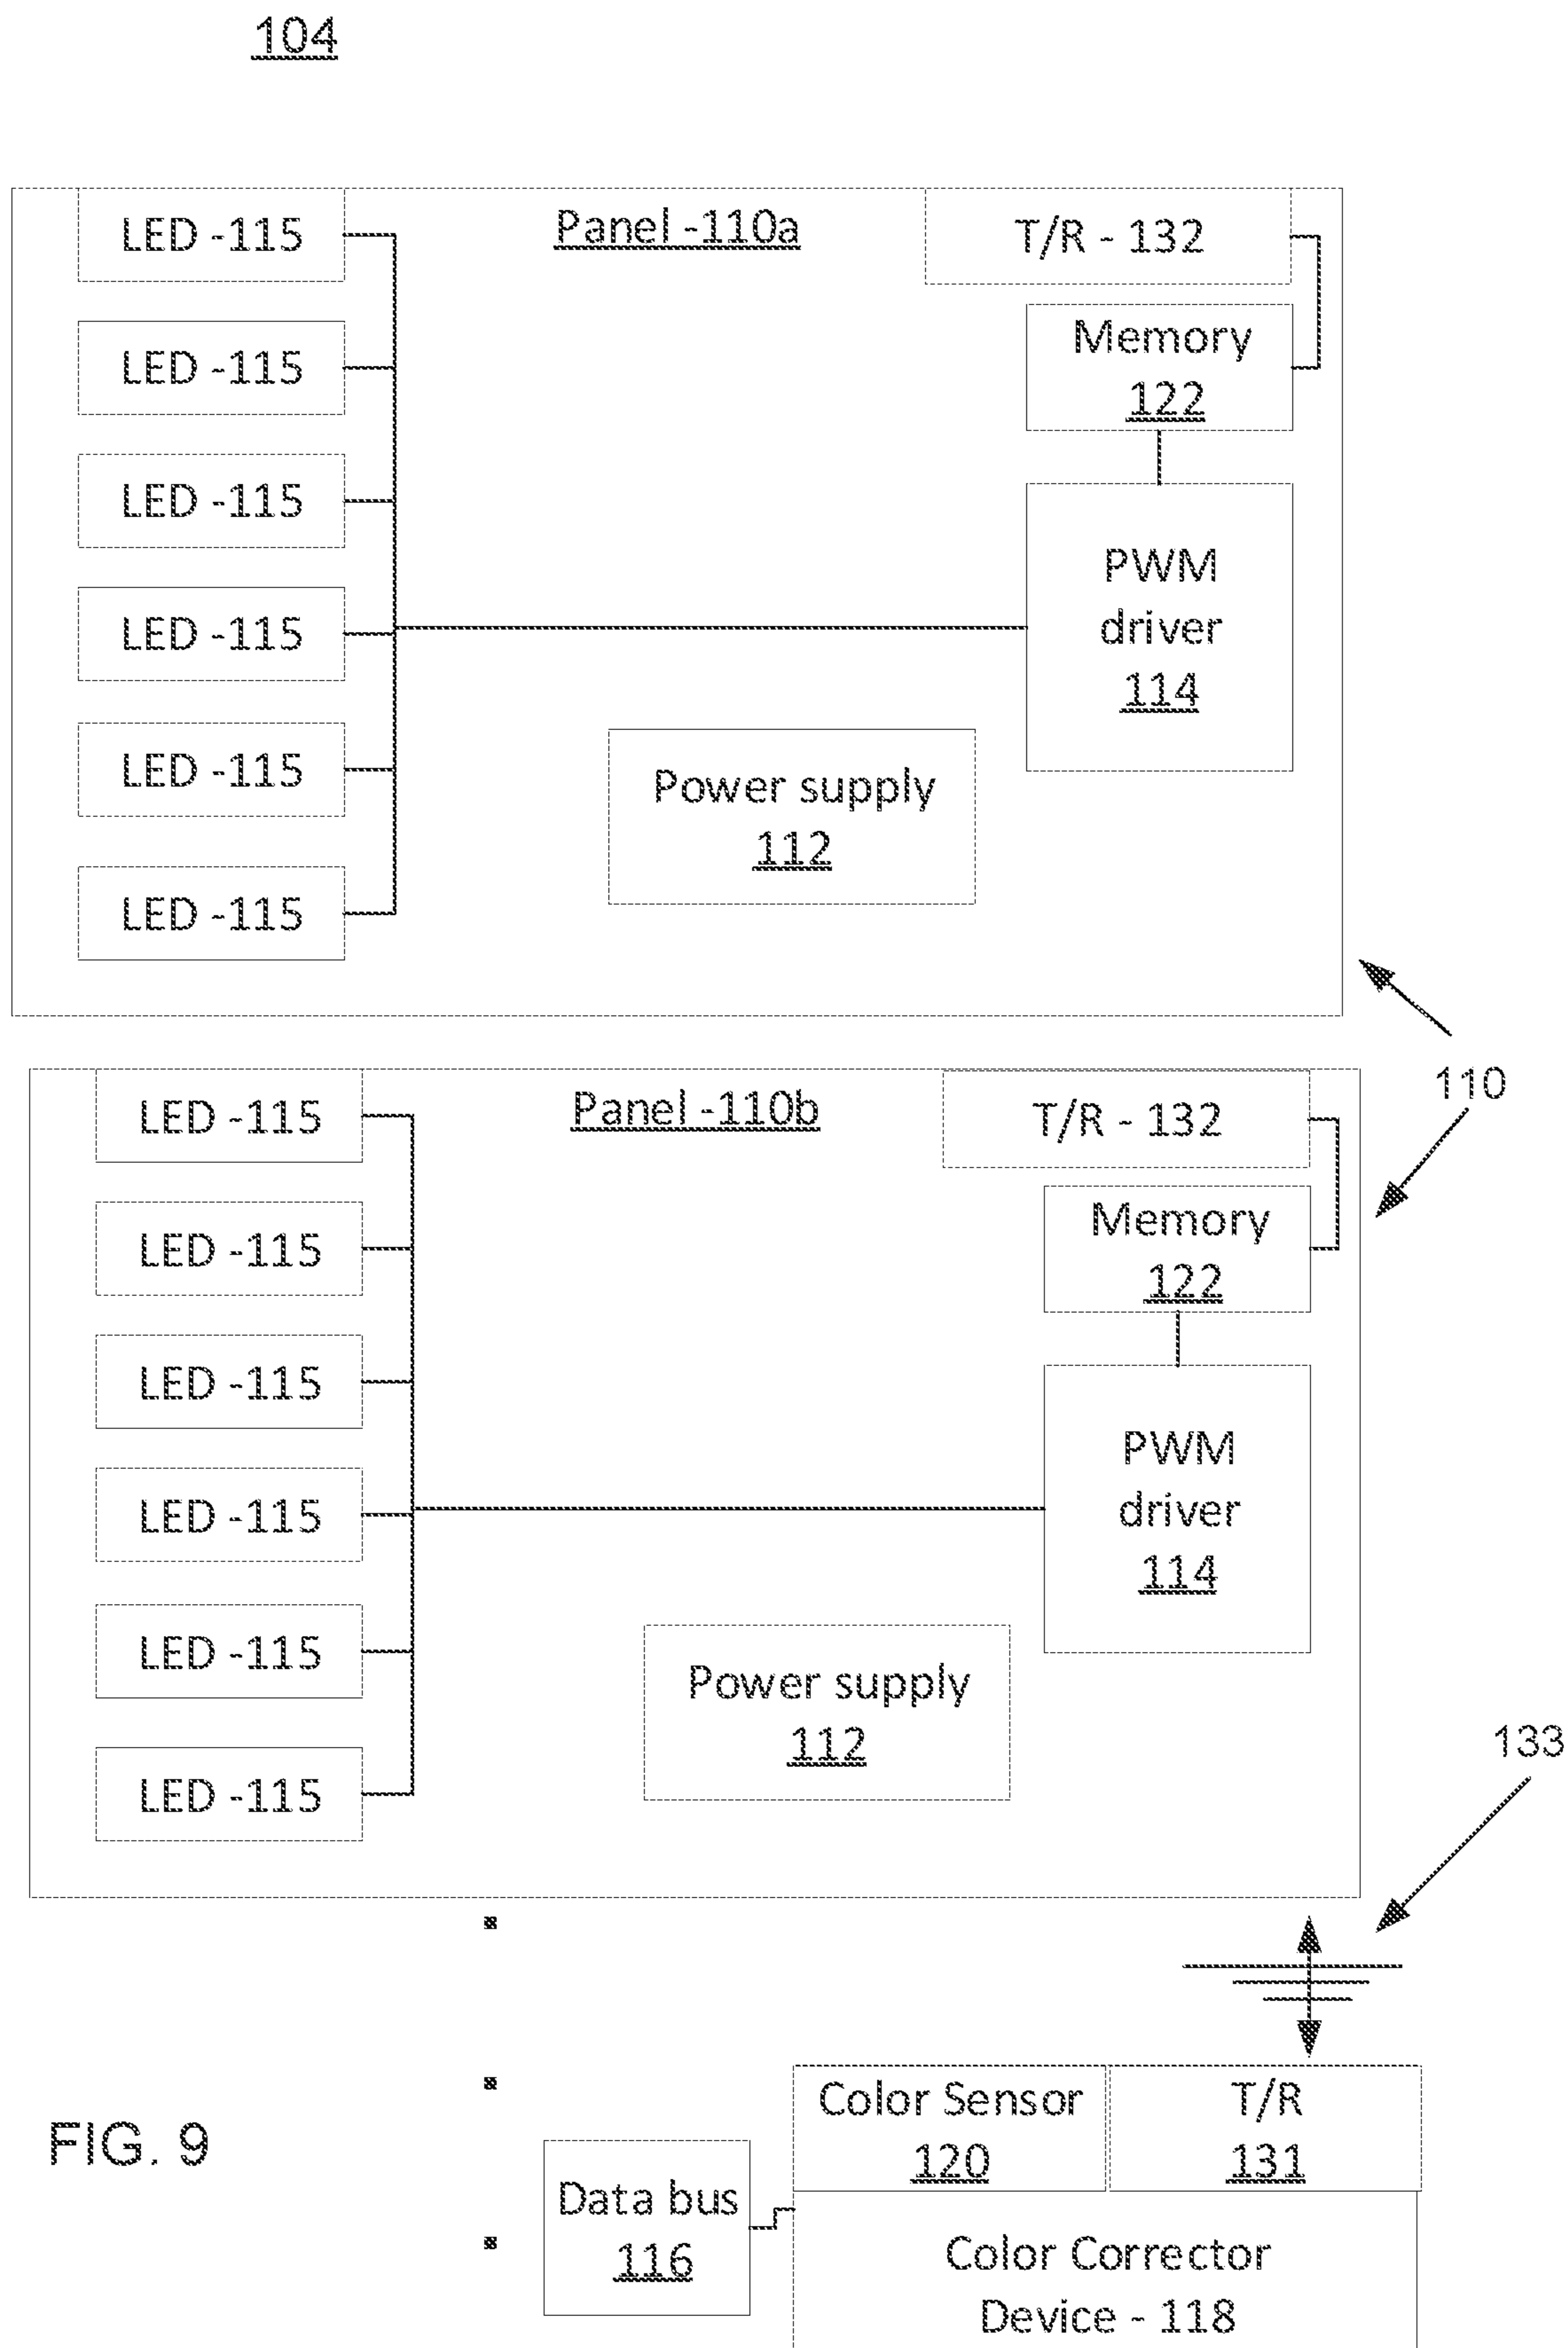 104
LED -115
Panel -110a
T/R - 132
LED -115
Memory
122
LED -115
PWM
driver
114
LED -115
LED -115
Power supply
112
LED -115
110
LED -115
Panel -110b
T/R - 132
LED -115
Memory
122
LED -115
PWM
driver
114
LED -115
LED -115
Power supply
112
LED -115
133
Color Sensor
120
T/R
131
FIG. 9
Data bus
116
Color Corrector
Device - 118